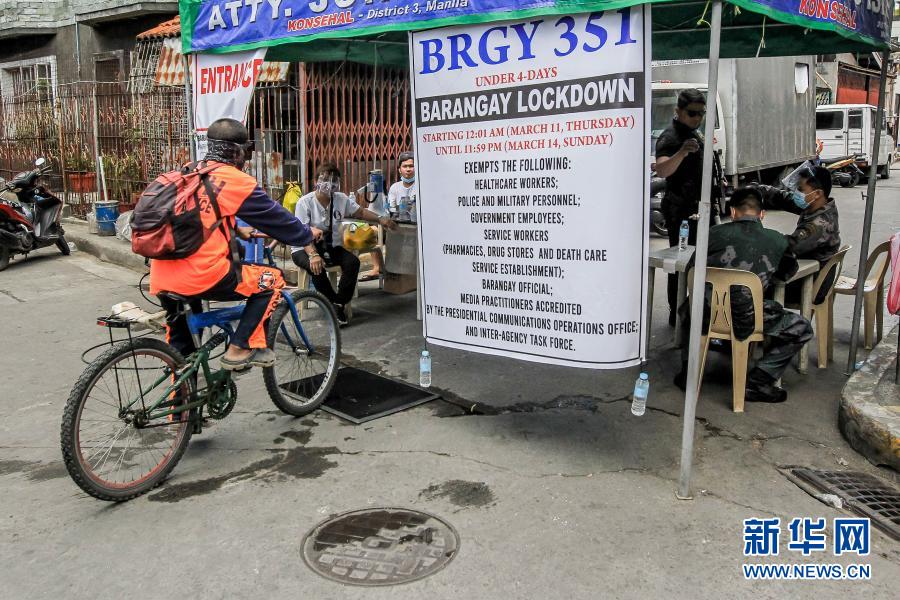 ATTY.
KONSEHAL - District 3, Manila
KONSEHAL
ENTRANCE
BRGY 351
UNDER 4-DAYS
BARANGAY LOCKDOWN
STARTING 12:01 AM (MARCH 11, THURSDAY)
UNTIL 11:59 PM (MARCH 14, SUNDAY)
EXEMPTS THE FOLLOWING:
HEALTHCARE WORKERS;
POLICE AND MILITARY PERSONNEL;
GOVERNMENT EMPLOYEES;
SERVICE WORKERS
(PHARMACIES, DRUG STORES AND DEATH CARE
SERVICE ESTABLISHMENT);
BARANGAY OFFICIAL;
MEDIA PRACTITIONERS ACCREDITED
BY THE PRESIDENTIAL COMMUNICATIONS OPERATIONS OFFICE;
AND INTER-AGENCY TASK FORCE.
新华网
WWW.NEWS.CN